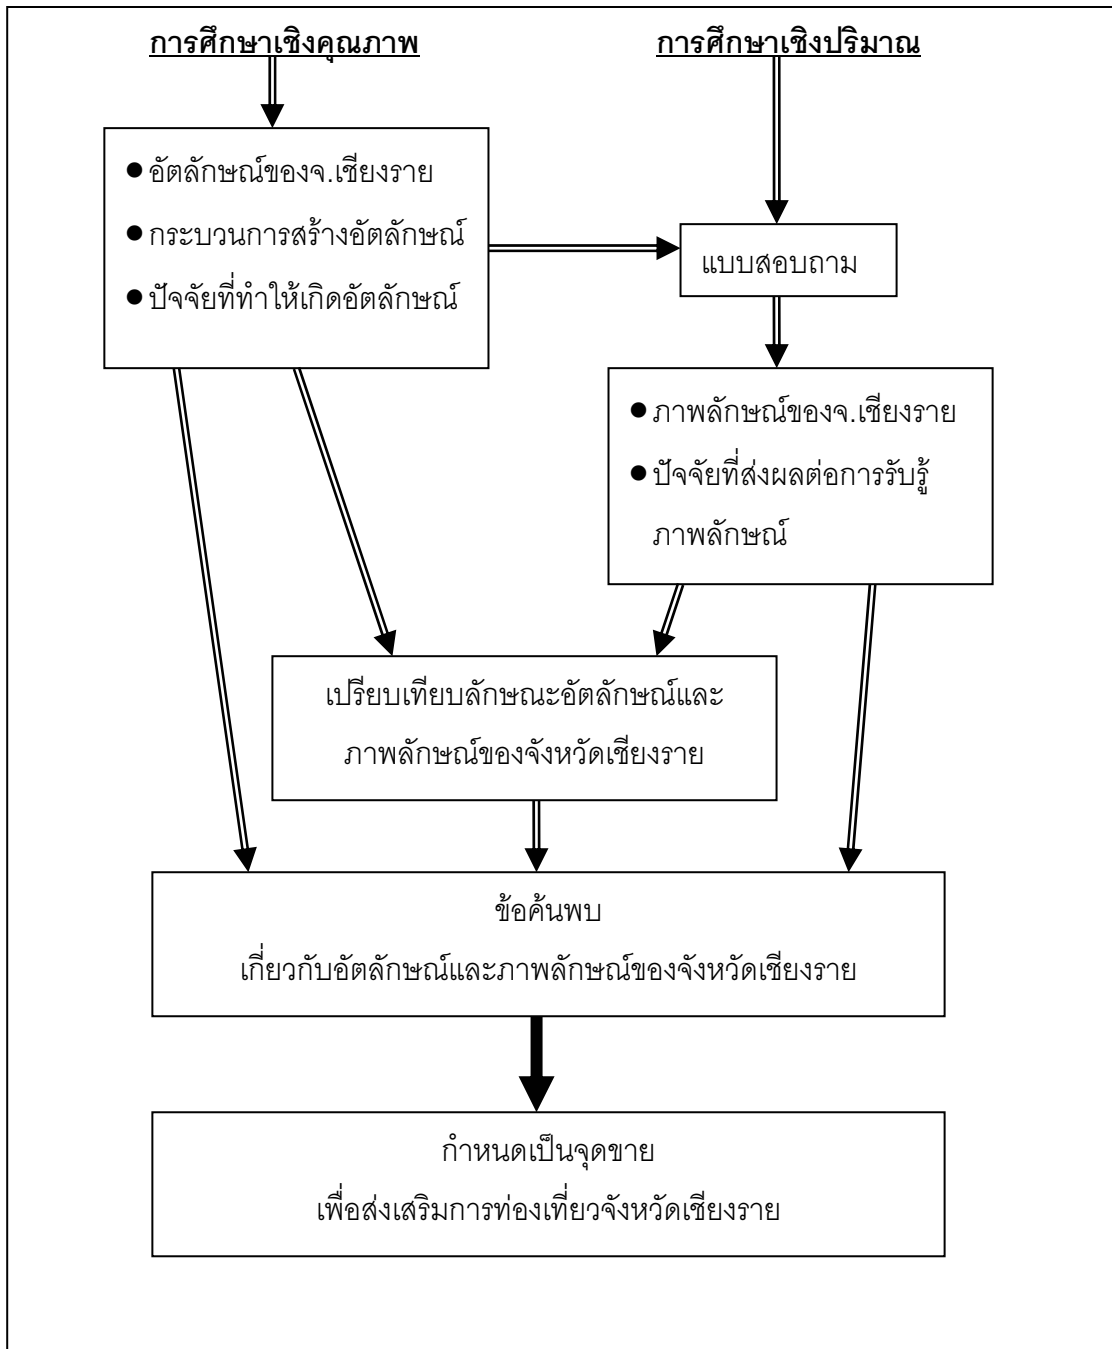 การศึกษาเชิงคุณภาพ
การศึกษาเชิงปริมาณ
● อัตลักษณ์ของจ.เชียงราย
● กระบวนการสร้างอัตลักษณ์
● ปัจจัยที่ทำให้เกิดอัตลักษณ์
แบบสอบถาม
● ภาพลักษณ์ของจ.เชียงราย
● ปัจจัยที่ส่งผลต่อการรับรู้
ภาพลักษณ์
เปรียบเทียบลักษณะอัตลักษณ์และ
ภาพลักษณ์ของจังหวัดเชียงราย
ข้อค้นพบ
เกี่ยวกับอัตลักษณ์และภาพลักษณ์ของจังหวัดเชียงราย
กำหนดเป็นจุดขาย
เพื่อส่งเสริมการท่องเที่ยวจังหวัดเชียงราย